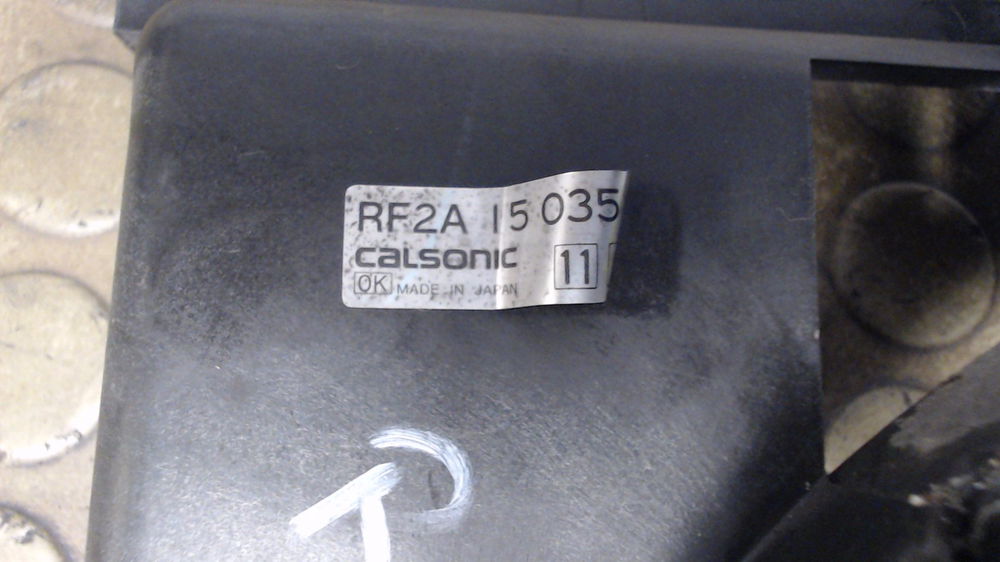 RF2A 15 035
CALSONIC 11
OK MADE IN JAPAN
R